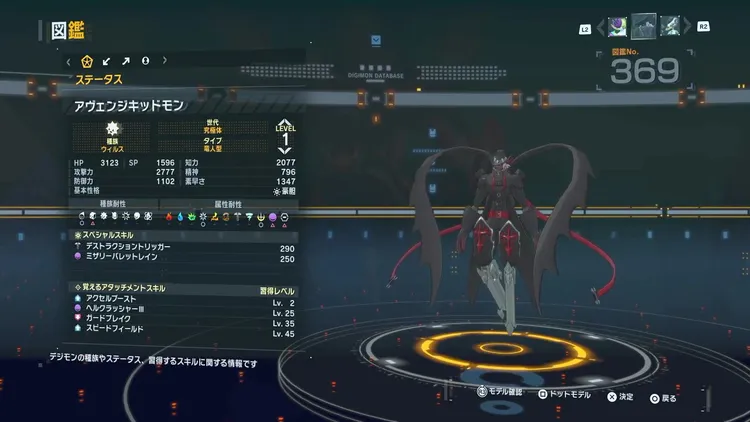 図鑑
L2
R2
図鑑No.
369
DIGIMON DATABASE
ステータス
アヴェンジキッドモン
種族
ウイルス
世代
究極体
タイプ
竜人型
LEVEL
1
HP 3123 SP 1596 知力 2077
攻撃力 2777 精神 796
防御力 1102 素早さ 1347
基本性格 豪胆
種族耐性 属性耐性
スペシャルスキル
デストラクショントリガー 290
ミザリーバレットレイン 250
覚えるアタッチメントスキル 習得レベル
アクセルブースト Lv. 2
ヘルクラッシャーIII Lv. 25
ガードブレイク Lv. 35
スピードフィールド Lv. 45
デジモンの種族やステータス、習得するスキルに関する情報です
モデル確認 ドットモデル 決定 戻る